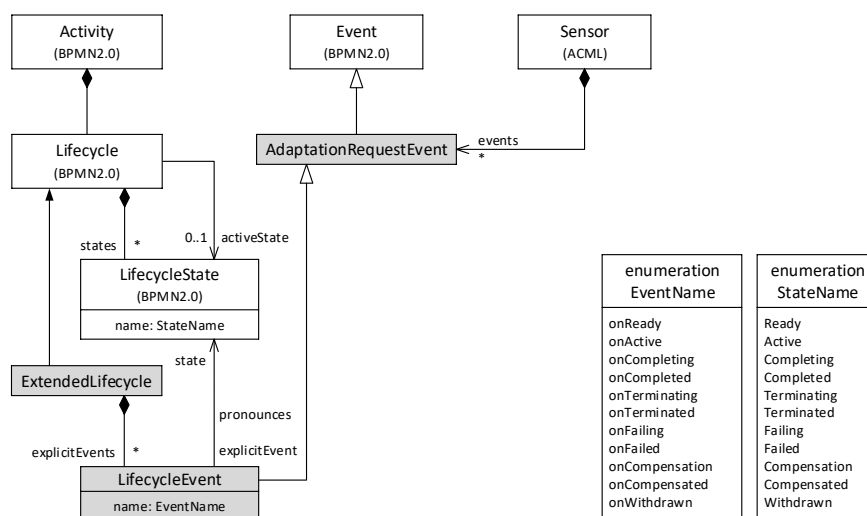 Activity
(BPMN2.0)
Event
(BPMN2.0)
Sensor
(ACML)
Lifecycle
(BPMN2.0)
AdaptationRequestEvent
events
*
states
*
0..1
activeState
LifecycleState
(BPMN2.0)
name: StateName
state
ExtendedLifecycle
pronounces
explicitEvents
*
explicitEvent
LifecycleEvent
name: EventName
enumeration
EventName
onReady
onActive
onCompleting
onCompleted
onTerminating
onTerminated
onFailing
onFailed
onCompensation
onCompensated
onWithdrawn
enumeration
StateName
Ready
Active
Completing
Completed
Terminating
Terminated
Failing
Failed
Compensation
Compensated
Withdrawn